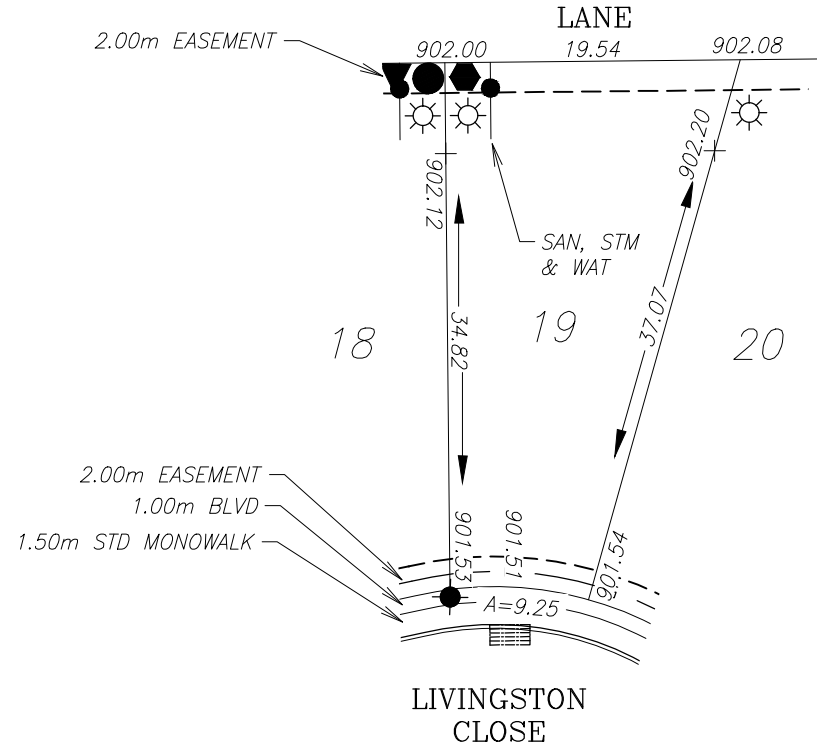 LANE
2.00m EASEMENT
902.00
19.54
902.08
902.20
902.12
SAN, STM
& WAT
34.82
37.07
18
19
20
2.00m EASEMENT
1.00m BLVD
1.50m STD MONOWALK
901.53
901.51
901.54
A=9.25
LIVINGSTON
CLOSE